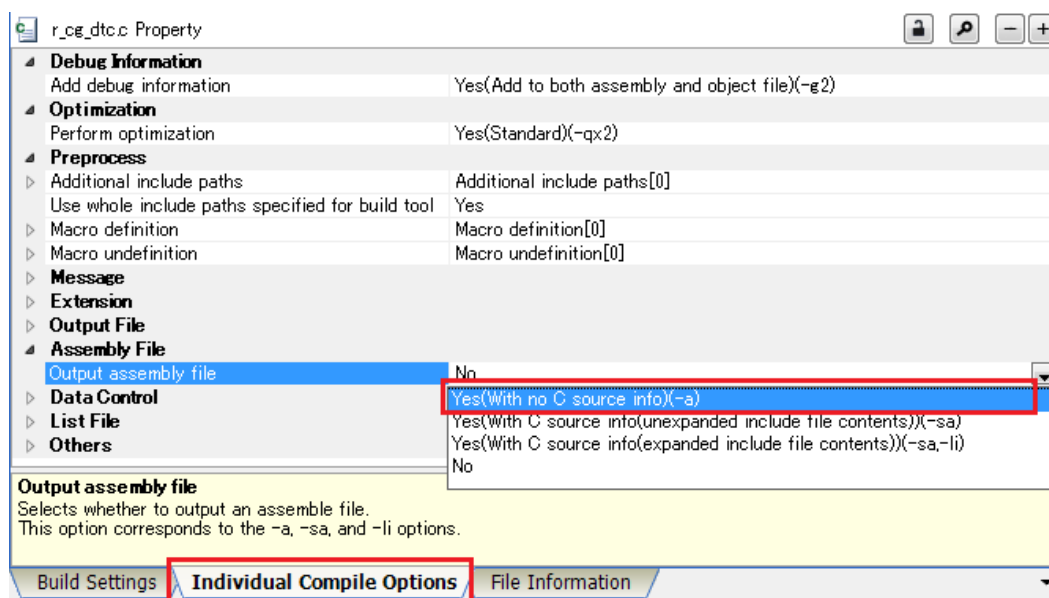 r_cg_dtc.c Property
Debug Information
Add debug information Yes(Add to both assembly and object file)(-g2)
Optimization
Perform optimization Yes(Standard)(-qx2)
Preprocess
Additional include paths Additional include paths[0]
Use whole include paths specified for build tool Yes
Macro definition Macro definition[0]
Macro undefinition Macro undefinition[0]
Message
Extension
Output File
Assembly File
Output assembly file No
Data Control Yes(With no C source info)(-a)
List File Yes(With C source info(unexpanded include file contents))(-sa)
Others Yes(With C source info(expanded include file contents))(-sa,-li)
No
Output assembly file
Selects whether to output an assemble file.
This option corresponds to the -a, -sa, and -li options.
Build Settings Individual Compile Options File Information